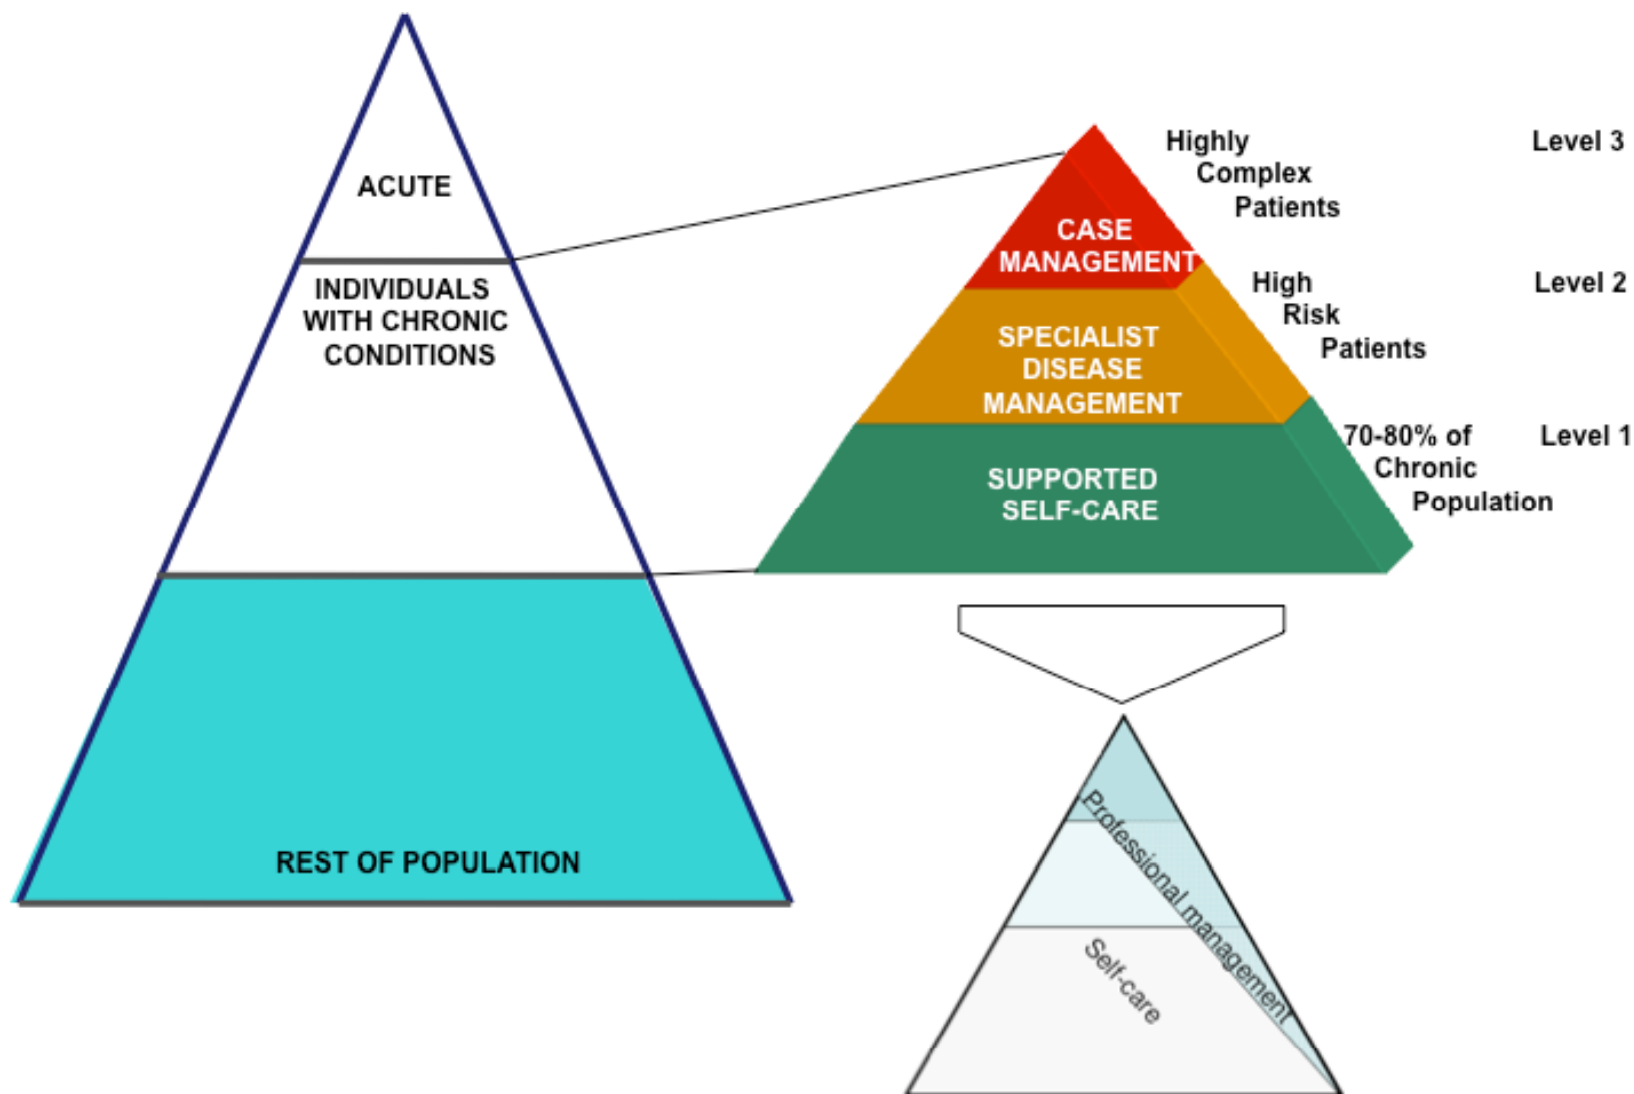 ACUTE
INDIVIDUALS
WITH CHRONIC
CONDITIONS
REST OF POPULATION
CASE
MANAGEMENT
SPECIALIST
DISEASE
MANAGEMENT
SUPPORTED
SELF-CARE
Highly
Complex
Patients
Level 3
High
Risk
Patients
Level 2
70-80% of
Chronic
Population
Level 1
Professional management
Self-care